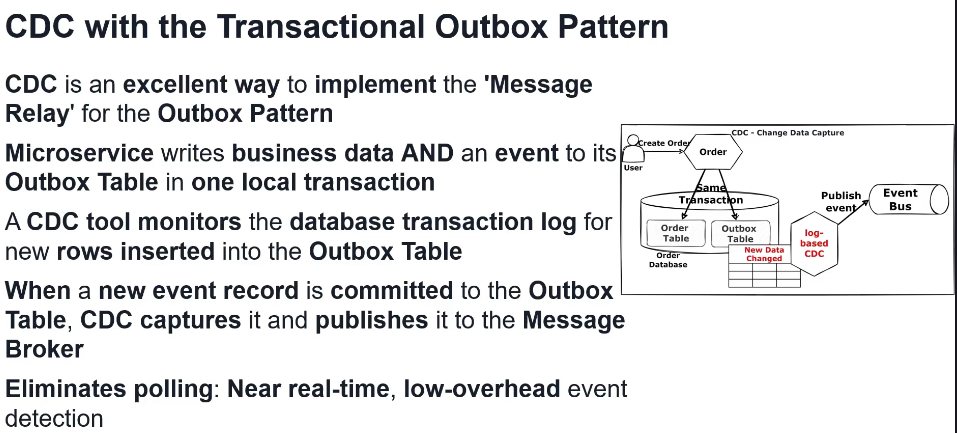 CDC with the Transactional Outbox Pattern
CDC is an excellent way to implement the 'Message
Relay' for the Outbox Pattern
Microservice writes business data AND an event to its
Outbox Table in one local transaction
A CDC tool monitors the database transaction log for
new rows inserted into the Outbox Table
When a new event record is committed to the Outbox
Table, CDC captures it and publishes it to the Message
Broker
Eliminates polling: Near real-time, low-overhead event
detection
CDC - Change Data Capture
Create Order
User
Order
Same
Transaction
Order
Table
Outbox
Table
Order
Database
New Data
Changed
log-
based
CDC
Publish
event
Event
Bus